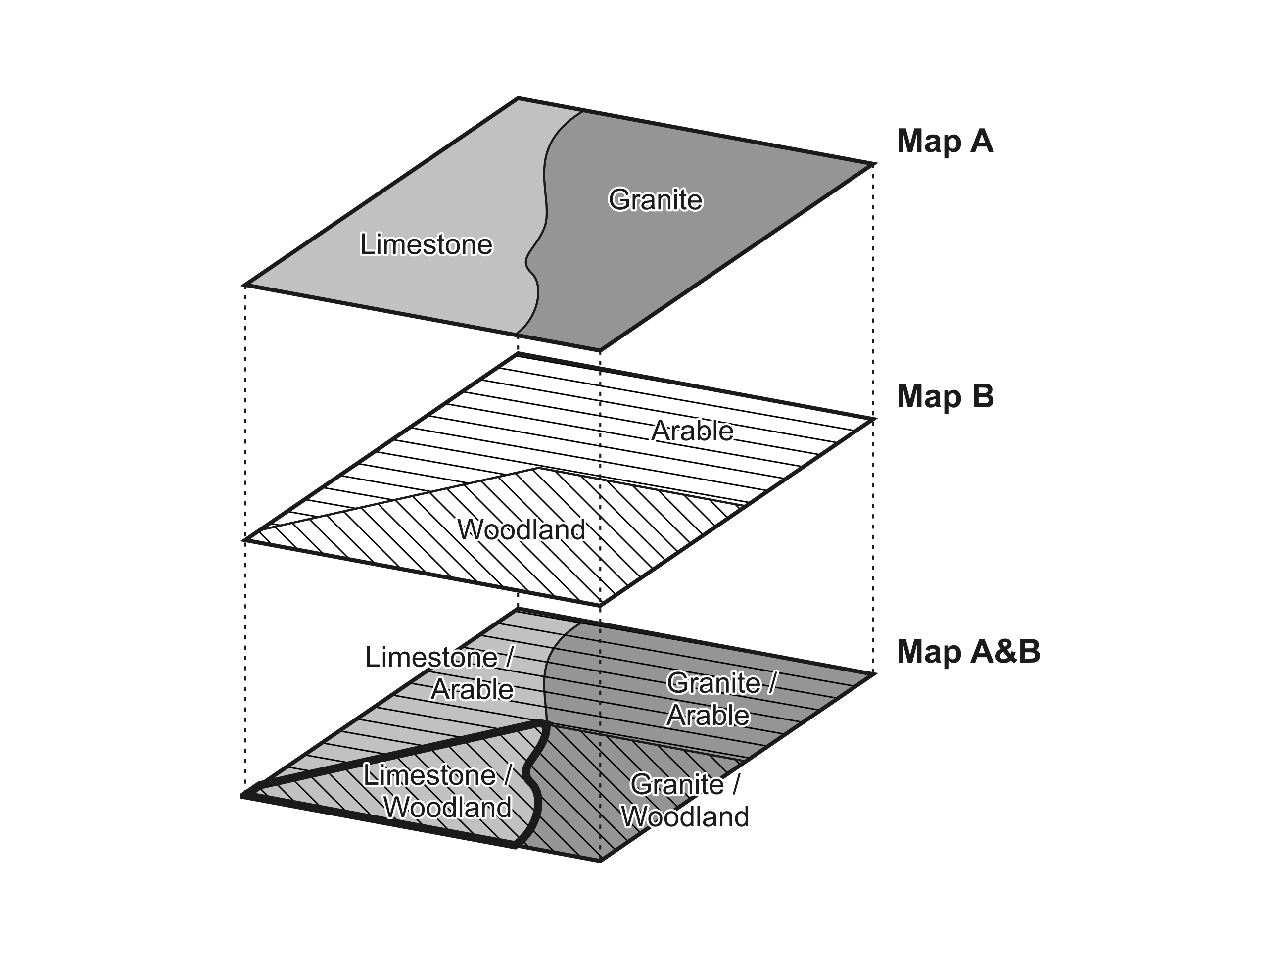 Map A
Granite
Limestone
Map B
Arable
Woodland
Map A&B
Limestone /
Arable
Granite /
Arable
Limestone /
Woodland
Granite /
Woodland